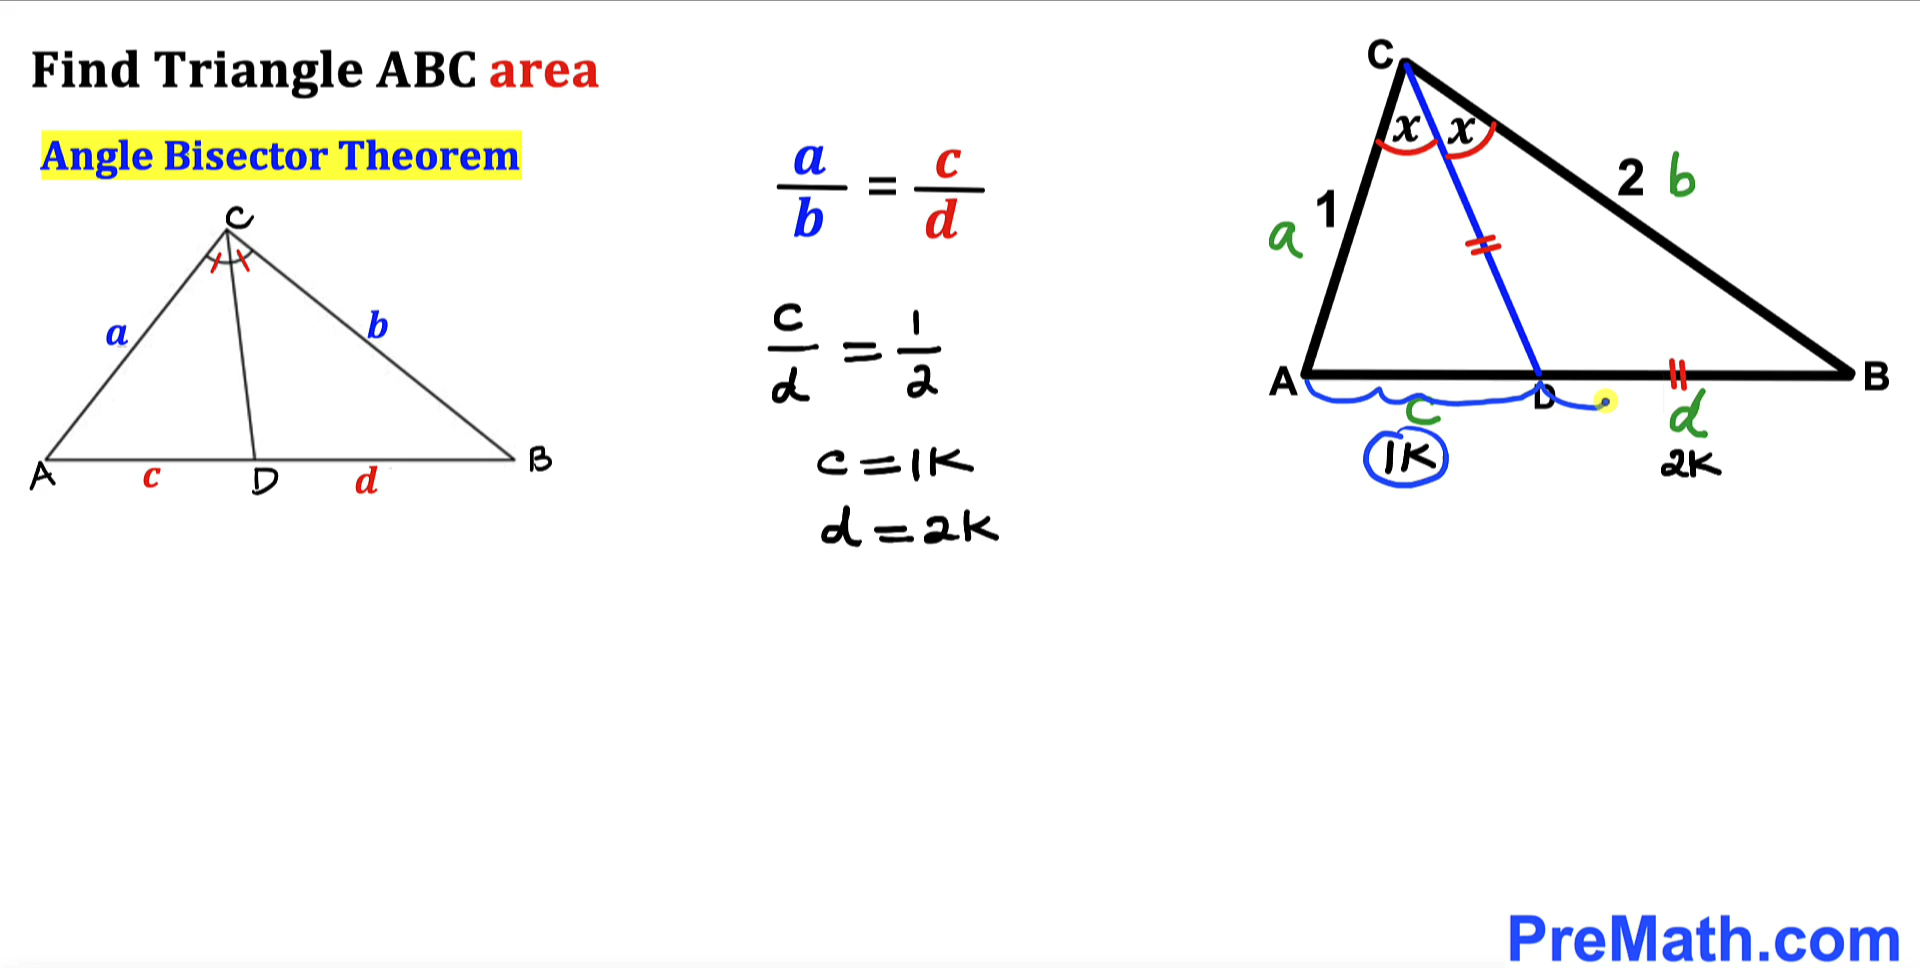 Find Triangle ABC area
Angle Bisector Theorem
C
a
b
A
c
D
d
B
a/b = c/d
c/d = 1/2
c = 1K
d = 2K
C
x x
1
a
2 b
A
D
B
c
d
1K
2K
PreMath.com